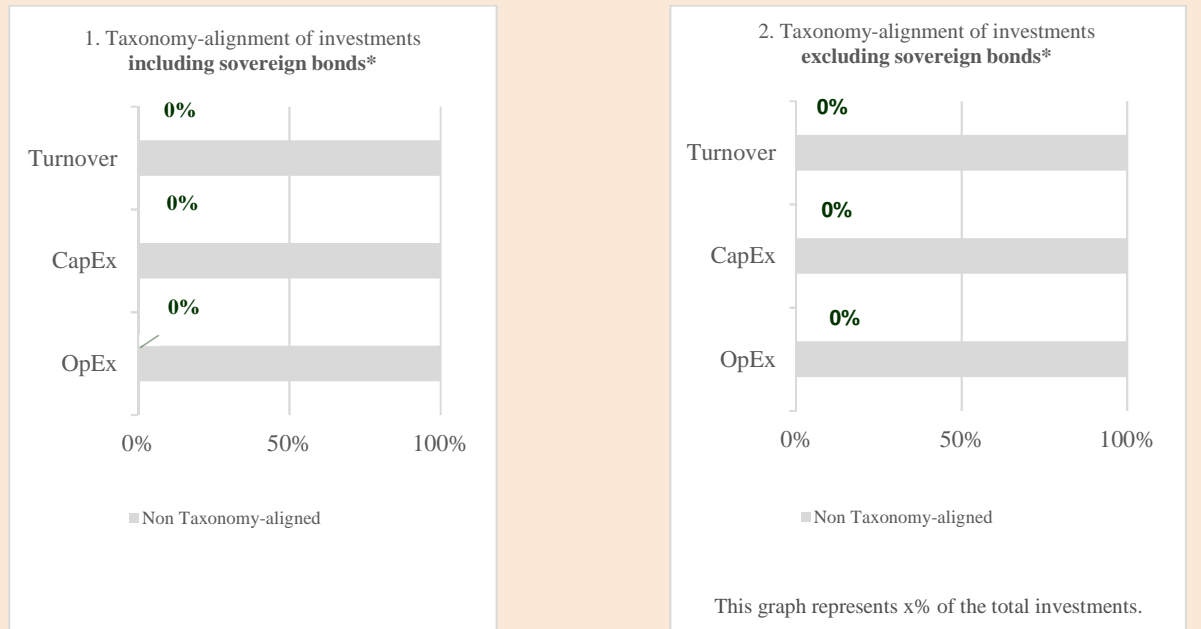 1. Taxonomy-alignment of investments
including sovereign bonds*
0%
Turnover
0%
CapEx
0%
OpEx
0% 50% 100%
Non Taxonomy-aligned
2. Taxonomy-alignment of investments
excluding sovereign bonds*
0%
Turnover
0%
CapEx
0%
OpEx
0% 50% 100%
Non Taxonomy-aligned
This graph represents x% of the total investments.